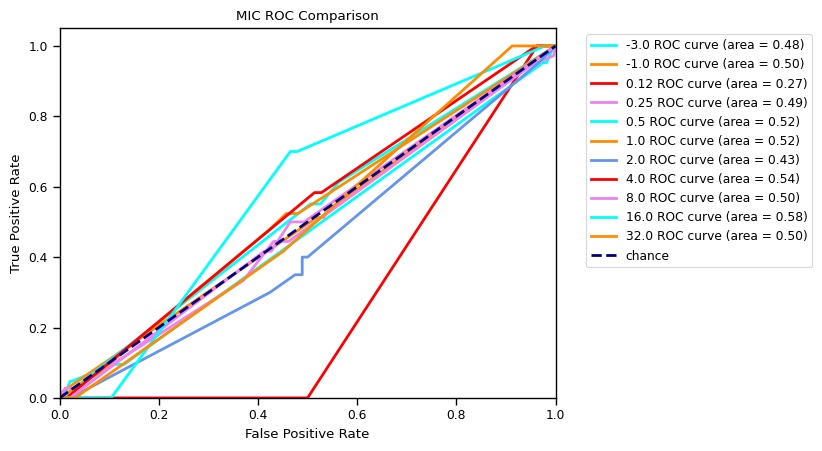 MIC ROC Comparison
1.0
0.8
0.6
0.4
0.2
0.0
True Positive Rate
0.0 0.2 0.4 0.6 0.8 1.0
False Positive Rate
-3.0 ROC curve (area = 0.48)
-1.0 ROC curve (area = 0.50)
0.12 ROC curve (area = 0.27)
0.25 ROC curve (area = 0.49)
0.5 ROC curve (area = 0.52)
1.0 ROC curve (area = 0.52)
2.0 ROC curve (area = 0.43)
4.0 ROC curve (area = 0.54)
8.0 ROC curve (area = 0.50)
16.0 ROC curve (area = 0.58)
32.0 ROC curve (area = 0.50)
chance